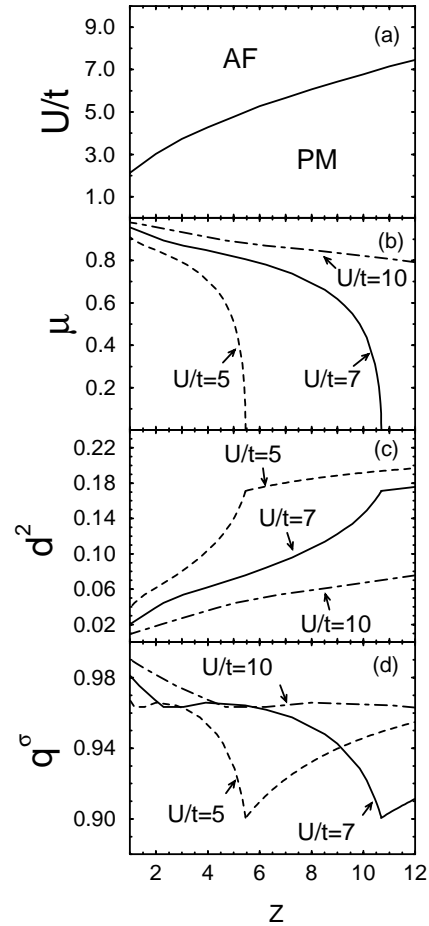 (a)
9.0
7.0
5.0
3.0
1.0
U/t
AF
PM
(b)
0.8
0.6
0.4
0.2
μ
U/t=10
U/t=5
U/t=7
(c)
0.22
0.18
0.14
0.10
0.06
0.02
d²
U/t=5
U/t=7
U/t=10
(d)
0.98
0.94
0.90
q^σ
U/t=10
U/t=5
U/t=7
2 4 6 8 10 12
Z